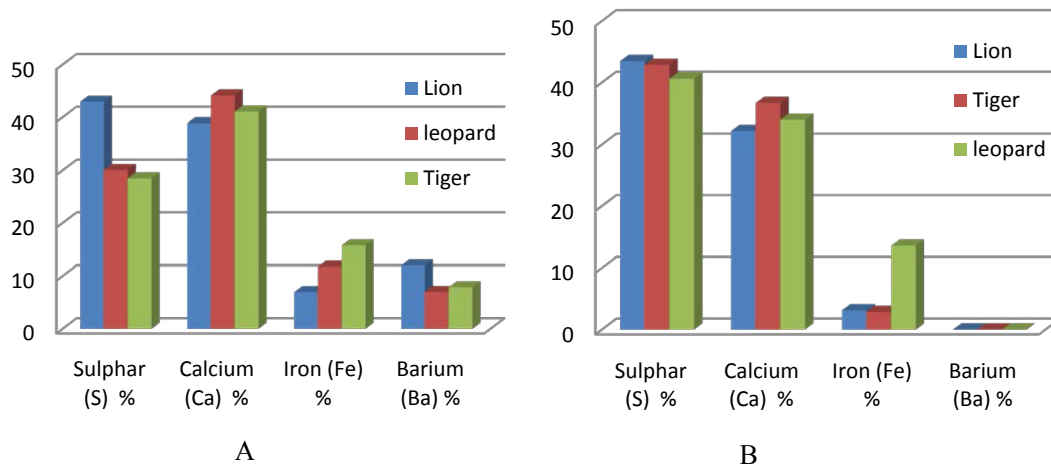 50
40
30
20
10
0
Lion
leopard
Tiger
Sulphar
(S) %
Calcium
(Ca) %
Iron (Fe)
%
Barium
(Ba) %
A
50
40
30
20
10
0
Lion
Tiger
leopard
Sulphar
(S) %
Calcium
(Ca) %
Iron (Fe)
%
Barium
(Ba) %
B